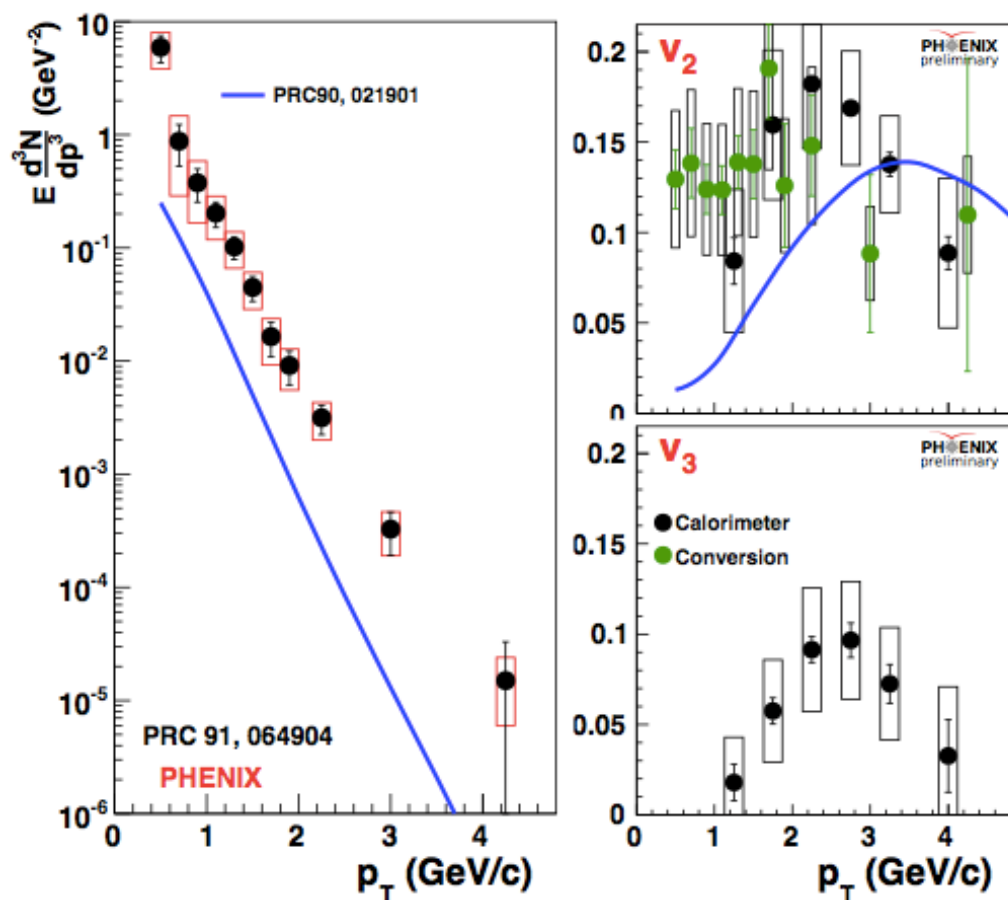 E d³N/dp³ (GeV⁻²)
10
1
10⁻¹
10⁻²
10⁻³
10⁻⁴
10⁻⁵
10⁻⁶
PRC90, 021901
PRC 91, 064904
PHENIX
0 1 2 3 4
p_T (GeV/c)
v₂
PHENIX
preliminary
0.2
0.15
0.1
0.05
0
v₃
PHENIX
preliminary
0.2
0.15
0.1
0.05
0
Calorimeter
Conversion
0 1 2 3 4
p_T (GeV/c)